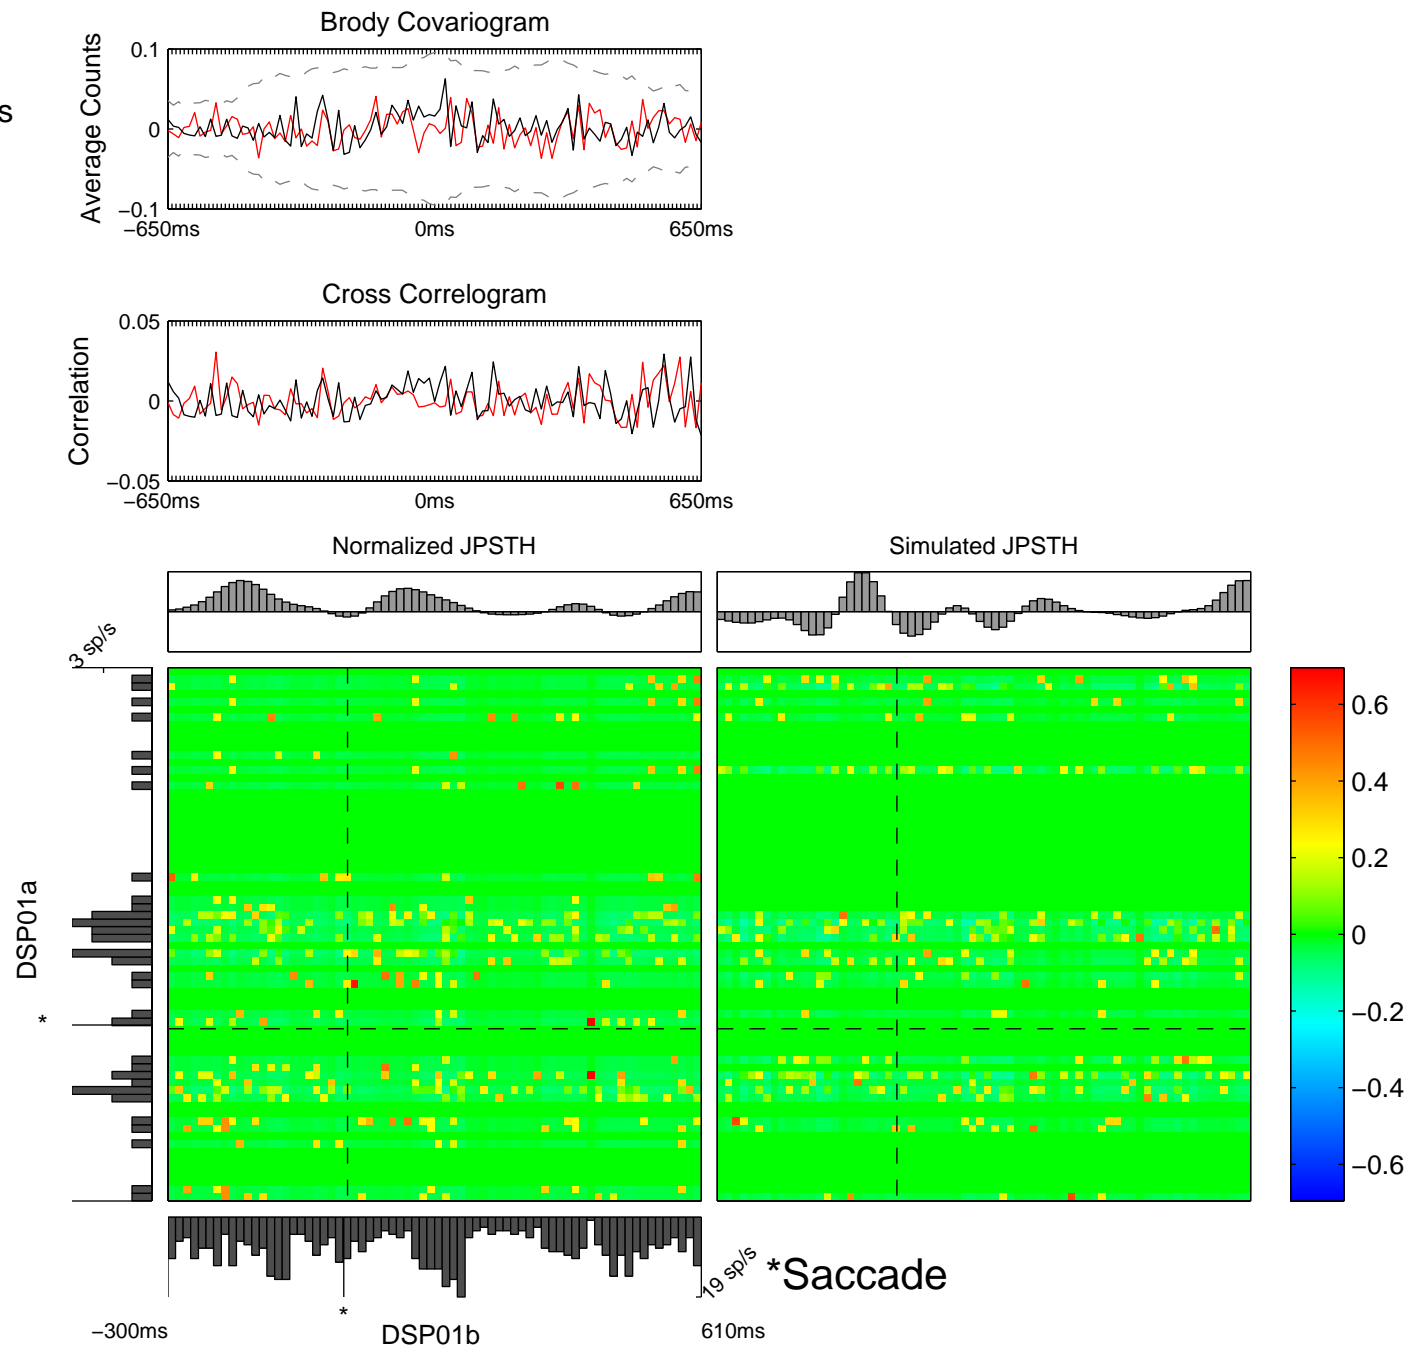 Brody Covariogram
s
Average Counts
0.1
0
−0.1
−650ms 0ms 650ms
Cross Correlogram
Correlation
0.05
0
−0.05
−650ms 0ms 650ms
Normalized JPSTH
Simulated JPSTH
3 sp/s
DSP01a
*
0.6
0.4
0.2
0
−0.2
−0.4
−0.6
19 sp/s
*Saccade
*
−300ms
DSP01b
610ms